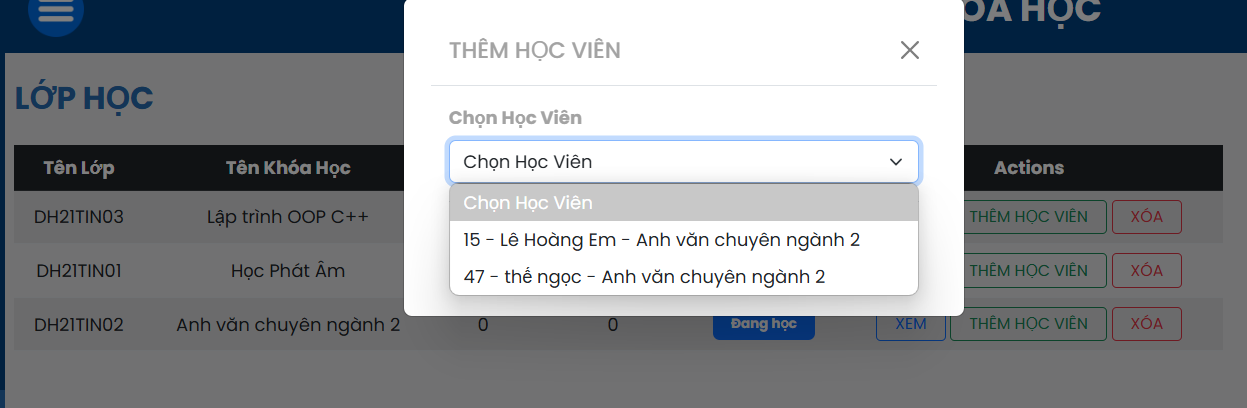 ÓA HỌC
THÊM HỌC VIÊN
LỚP HỌC
Chọn Học Viên
Chọn Học Viên
Chọn Học Viên
15 - Lê Hoàng Em - Anh văn chuyên ngành 2
47 - thế ngọc - Anh văn chuyên ngành 2
Tên Lớp Tên Khóa Học Actions
DH21TIN03 Lập trình OOP C++ THÊM HỌC VIÊN XÓA
DH21TIN01 Học Phát Âm THÊM HỌC VIÊN XÓA
DH21TIN02 Anh văn chuyên ngành 2 0 0 Đang học XEM THÊM HỌC VIÊN XÓA